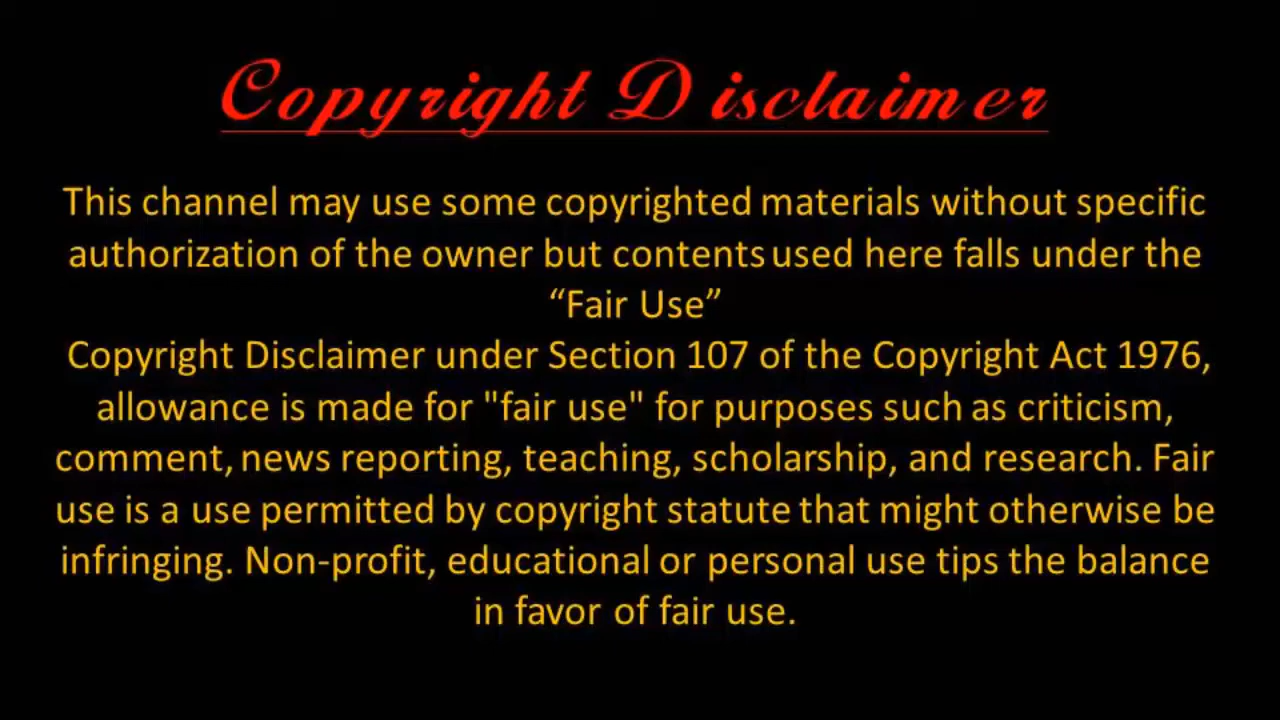 Copyright Disclaimer
This channel may use some copyrighted materials without specific
authorization of the owner but contents used here falls under the
“Fair Use”
Copyright Disclaimer under Section 107 of the Copyright Act 1976,
allowance is made for "fair use" for purposes such as criticism,
comment, news reporting, teaching, scholarship, and research. Fair
use is a use permitted by copyright statute that might otherwise be
infringing. Non-profit, educational or personal use tips the balance
in favor of fair use.